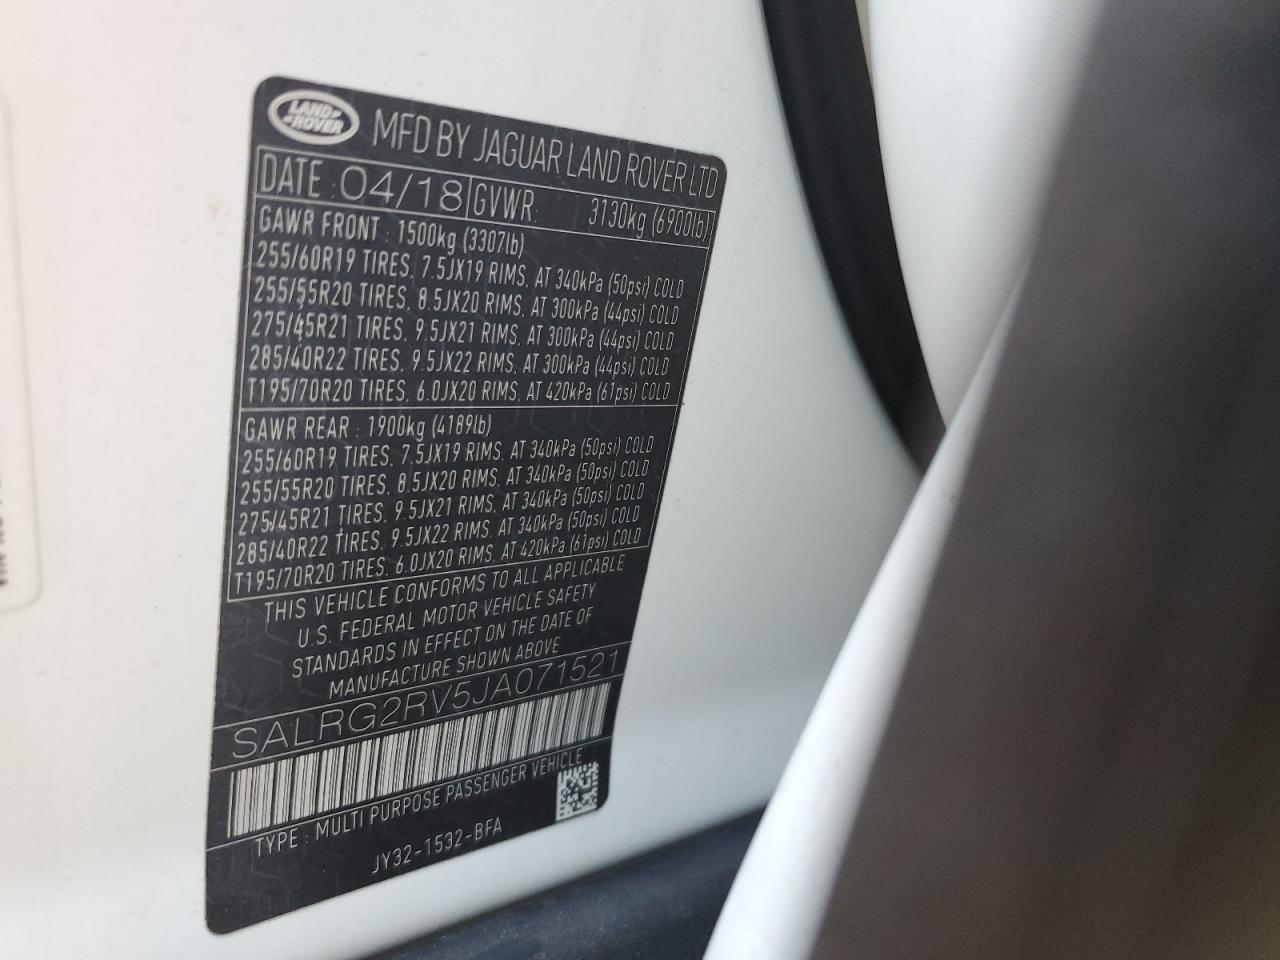 LAND ROVER
MFD BY JAGUAR LAND ROVER LTD
DATE : 04/18 GVWR: 3130kg (6900lb)
GAWR FRONT : 1500kg (3307lb)
255/60R19 TIRES, 7.5JX19 RIMS, AT 340kPa (50psi) COLD
255/55R20 TIRES, 8.5JX20 RIMS, AT 300kPa (44psi) COLD
275/45R21 TIRES, 9.5JX21 RIMS, AT 300kPa (44psi) COLD
285/40R22 TIRES, 9.5JX22 RIMS, AT 300kPa (44psi) COLD
T195/70R20 TIRES, 6.0JX20 RIMS, AT 420kPa (61psi) COLD
GAWR REAR : 1900kg (4189lb)
255/60R19 TIRES, 7.5JX19 RIMS, AT 340kPa (50psi) COLD
255/55R20 TIRES, 8.5JX20 RIMS, AT 340kPa (50psi) COLD
275/45R21 TIRES, 9.5JX21 RIMS, AT 340kPa (50psi) COLD
285/40R22 TIRES, 9.5JX22 RIMS, AT 340kPa (50psi) COLD
T195/70R20 TIRES, 6.0JX20 RIMS, AT 420kPa (61psi) COLD
THIS VEHICLE CONFORMS TO ALL APPLICABLE
U.S. FEDERAL MOTOR VEHICLE SAFETY
STANDARDS IN EFFECT ON THE DATE OF
MANUFACTURE SHOWN ABOVE
SALRG2RV5JA071521
TYPE : MULTI PURPOSE PASSENGER VEHICLE
JY32-1532-BFA